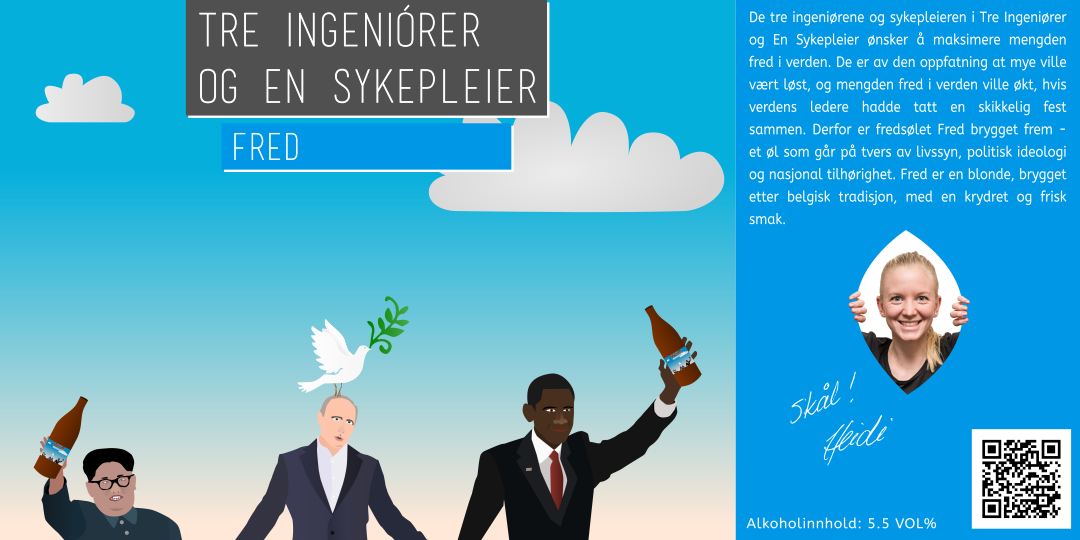 TRE INGENIÓRER
OG EN SYKEPLEIER
FRED
De tre ingeniørene og sykepleieren i Tre Ingeniører
og En Sykepleier ønsker å maksimere mengden
fred i verden. De er av den oppfatning at mye ville
vært løst, og mengden fred i verden ville økt, hvis
verdens ledere hadde tatt en skikkelig fest
sammen. Derfor er fredsølet Fred brygget frem -
et øl som går på tvers av livssyn, politisk ideologi
og nasjonal tilhørighet. Fred er en blonde, brygget
etter belgisk tradisjon, med en krydret og frisk
smak.
Skål !
Heidi
Alkoholinnhold: 5.5 VOL%